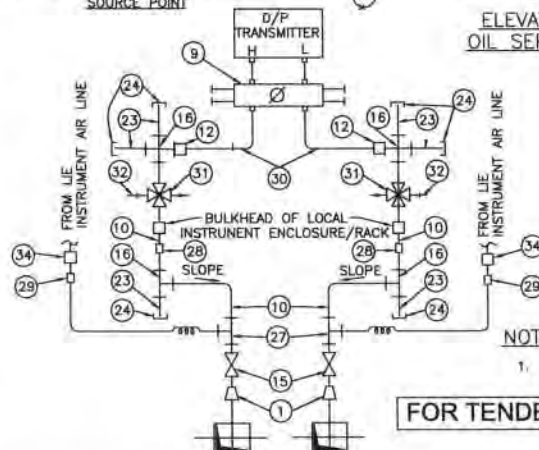 SOURCE POINT
D/P
TRANSMITTER
H L
ELEVA
OIL SEF
9
24
23
16
12
12
16
23
24
30
FROM LIE
INSTRUMENT AIR LINE
FROM LIE
INSTRUMENT AIR LINE
32
31
31
32
BULKHEAD OF LOCAL
INSTRUNENT ENCLOSURE/RACK
10
28
10
28
34
29
34
29
16
SLOPE
SLOPE
16
23
24
10
23
24
27
15
1
NOT
1.
FOR TENDE